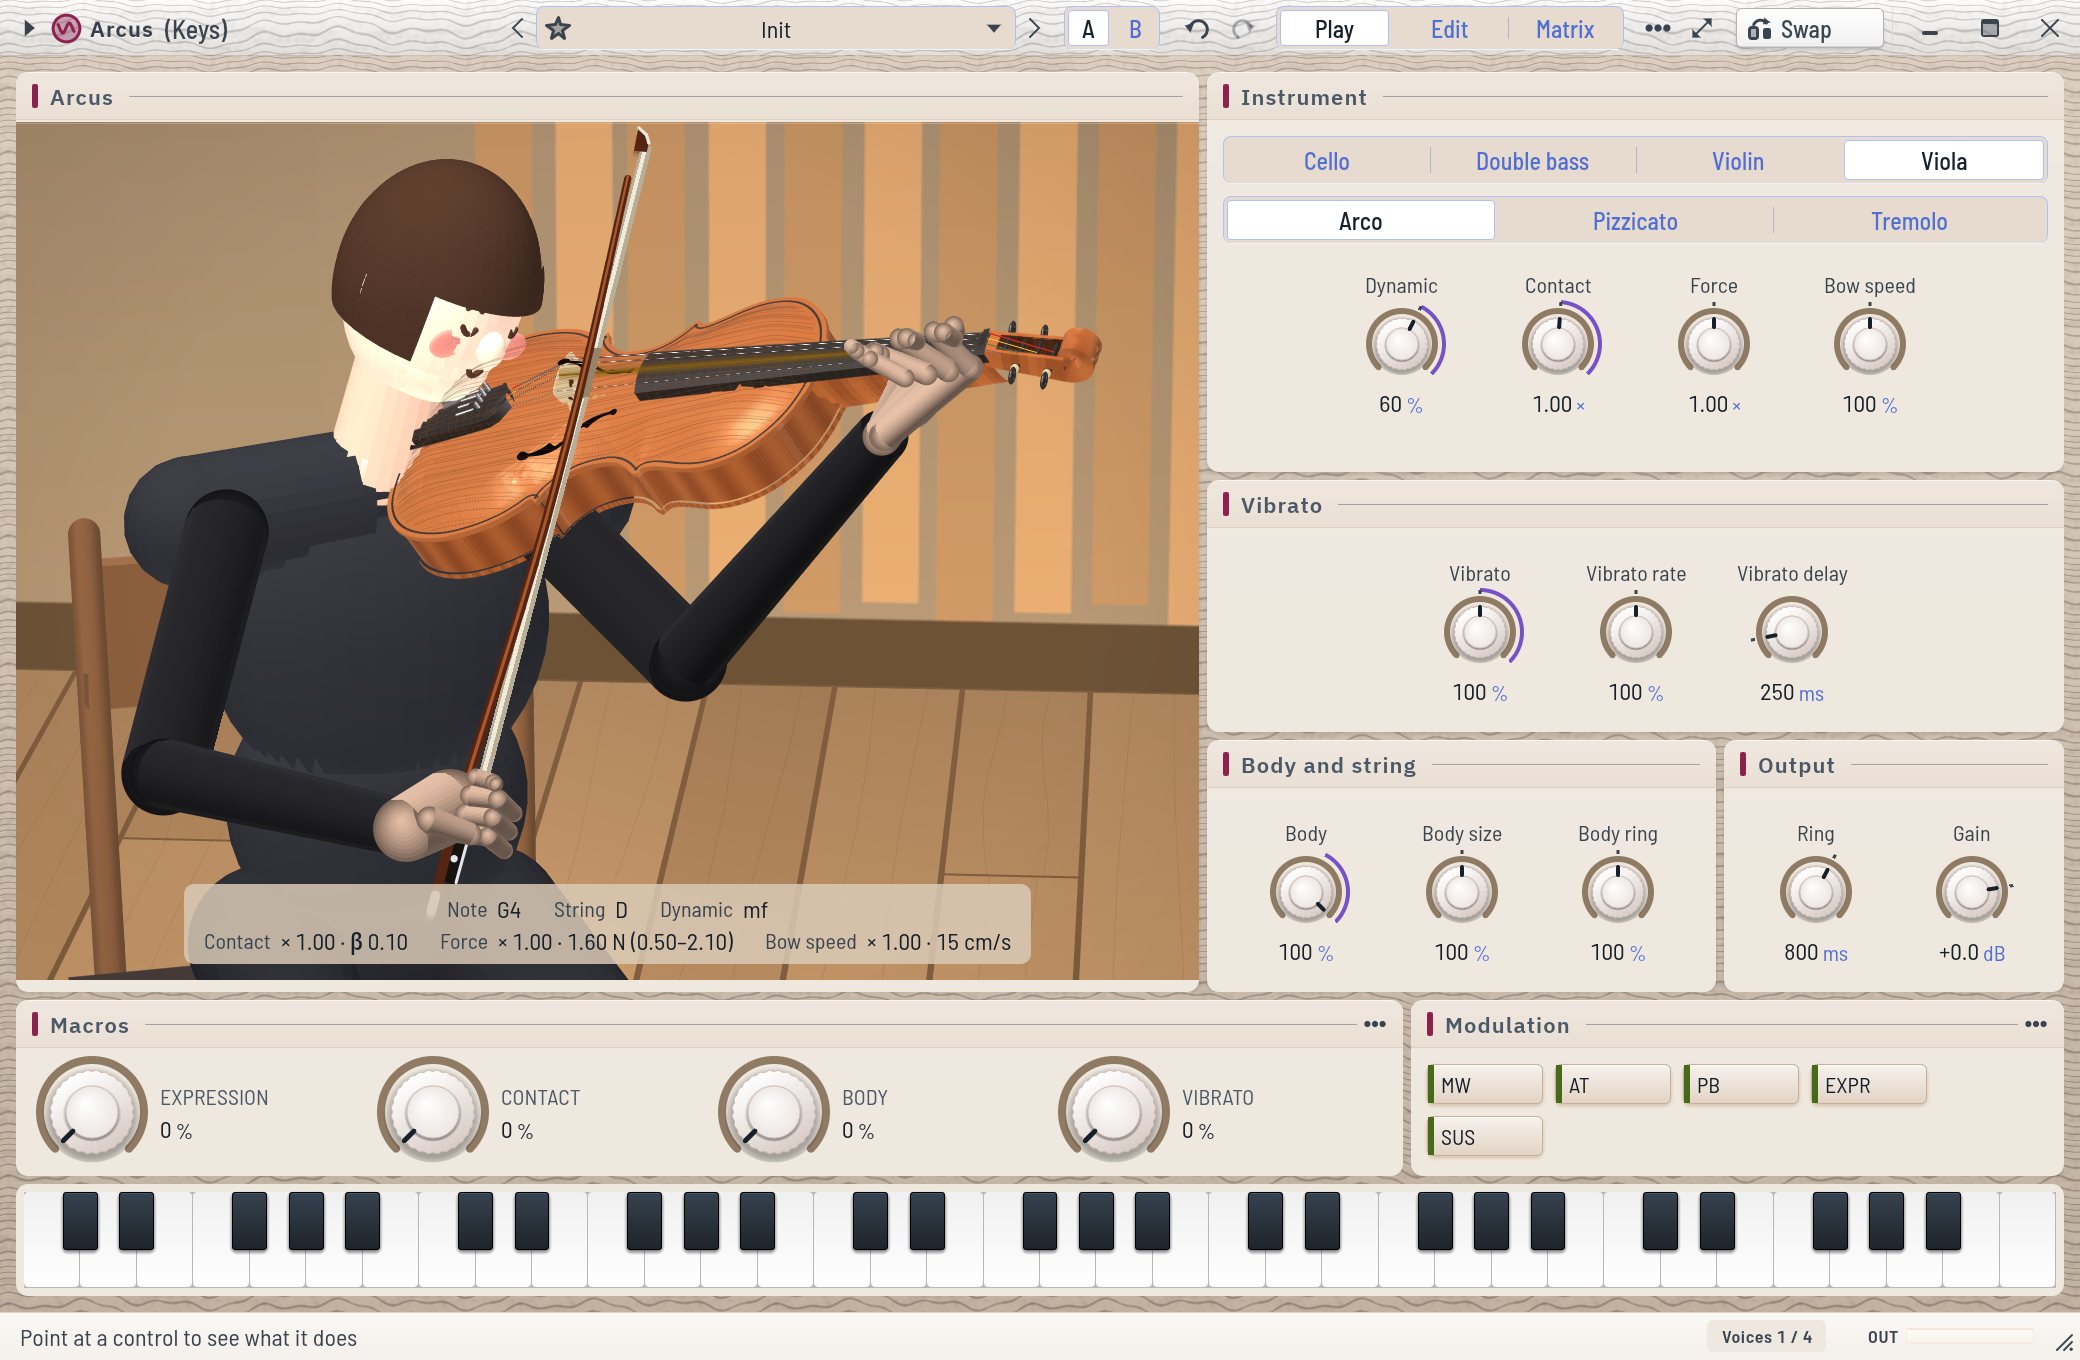 Arcus (Keys)
Init
A B
Play Edit Matrix
Swap
Arcus
Note G4 String D Dynamic mf
Contact × 1.00 · β 0.10 Force × 1.00 · 1.60 N (0.50–2.10) Bow speed × 1.00 · 15 cm/s
Instrument
Cello Double bass Violin Viola
Arco Pizzicato Tremolo
Dynamic Contact Force Bow speed
60 % 1.00 × 1.00 × 100 %
Vibrato
Vibrato Vibrato rate Vibrato delay
100 % 100 % 250 ms
Body and string
Body Body size Body ring
100 % 100 % 100 %
Output
Ring Gain
800 ms +0.0 dB
Macros
EXPRESSION
0 %
CONTACT
0 %
BODY
0 %
VIBRATO
0 %
Modulation
MW AT PB EXPR
SUS
Point at a control to see what it does
Voices 1 / 4 OUT